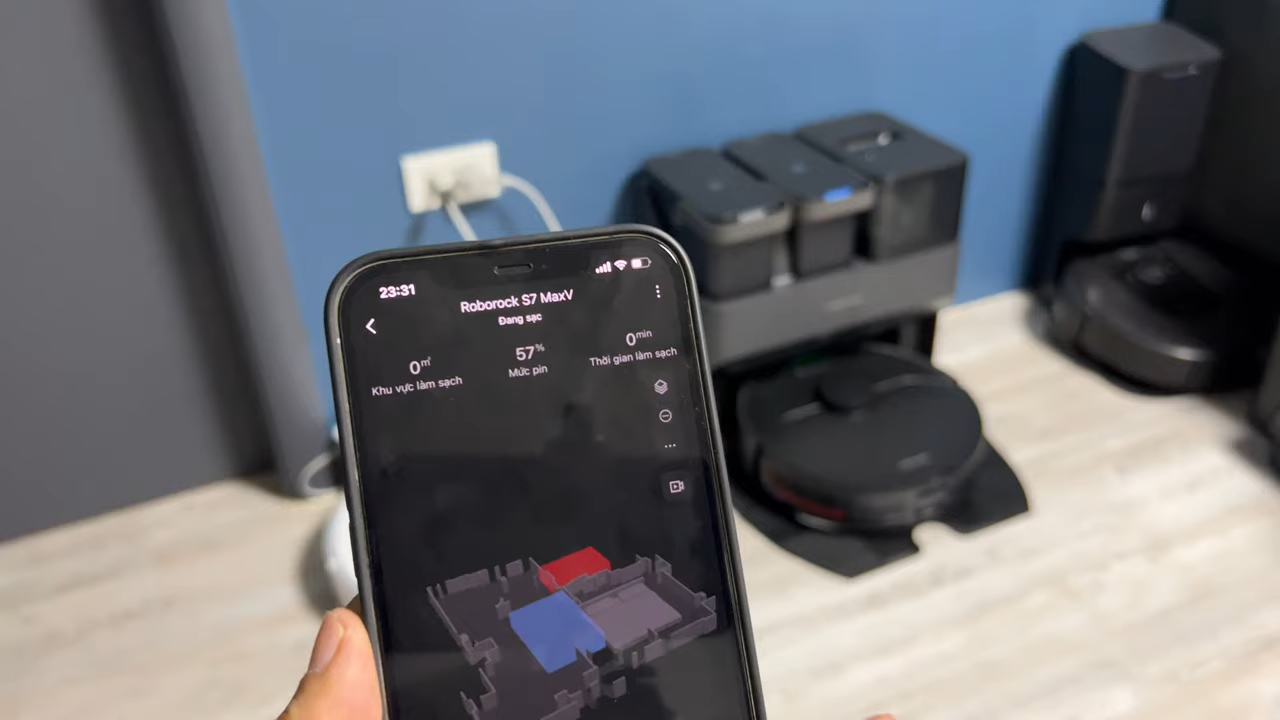 23:31
Roborock S7 MaxV
Đang sạc
0m²
Khu vực làm sạch
57%
Mức pin
0min
Thời gian làm sạch